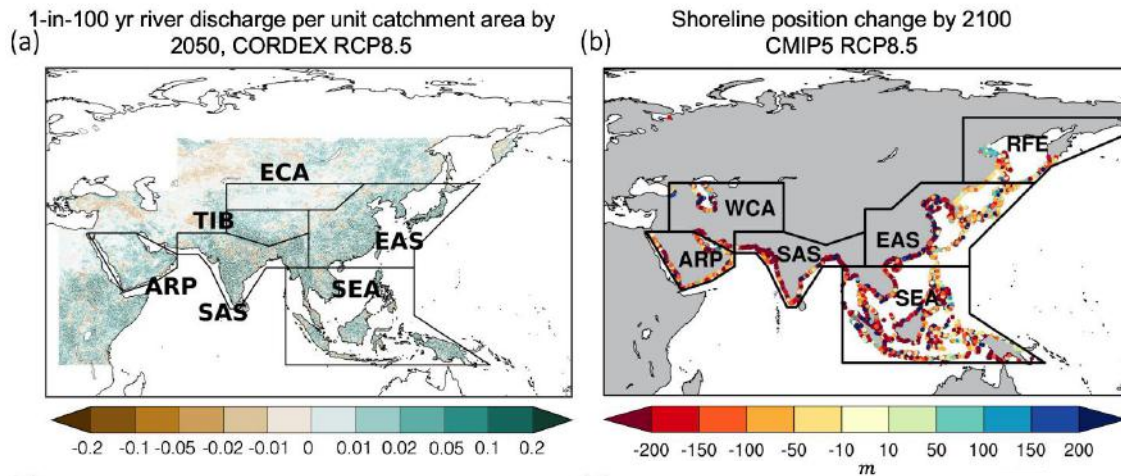 1-in-100 yr river discharge per unit catchment area by
2050, CORDEX RCP8.5
(a)
ECA
TIB
EAS
ARP
SEA
SAS
-0.2 -0.1 -0.05 -0.02 -0.01 0 0.01 0.02 0.05 0.1 0.2
Shoreline position change by 2100
CMIP5 RCP8.5
(b)
RFE
WCA
SAS
EAS
ARP
SEA
-200 -150 -100 -50 -10 10 50 100 150 200
m